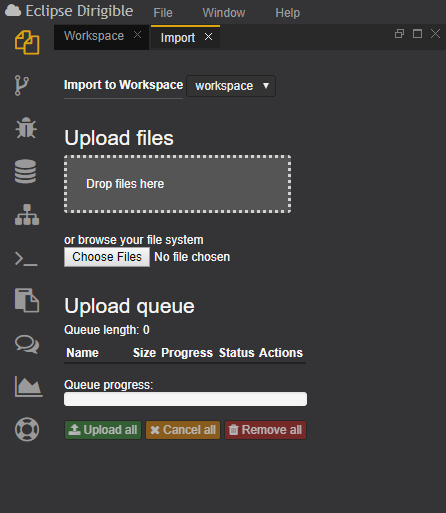 Eclipse Dirigible File Window Help
Workspace Import
Import to Workspace workspace
Upload files
Drop files here
or browse your file system
Choose Files No file chosen
Upload queue
Queue length: 0
Name Size Progress Status Actions
Queue progress:
Upload all Cancel all Remove all